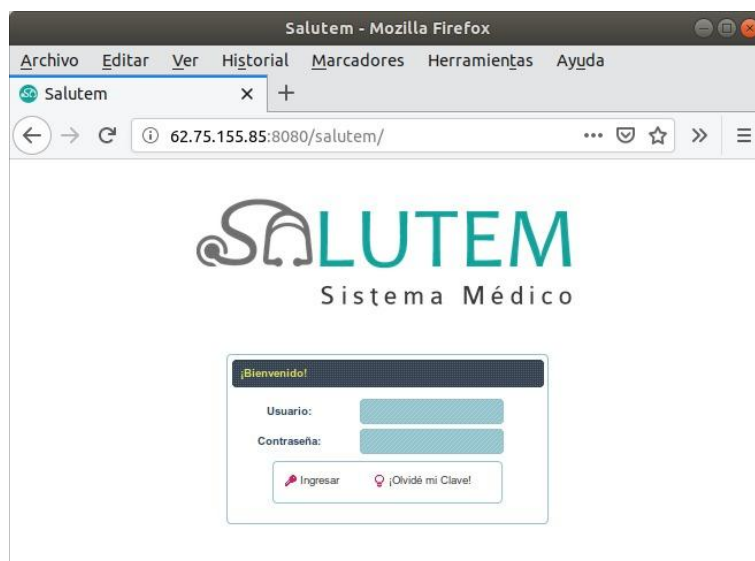 Salutem - Mozilla Firefox
Archivo Editar Ver Historial Marcadores Herramientas Ayuda
Salutem
62.75.155.85:8080/salutem/
SALUTEM
Sistema Médico
¡Bienvenido!
Usuario:
Contraseña:
Ingresar ¡Olvidé mi Clave!